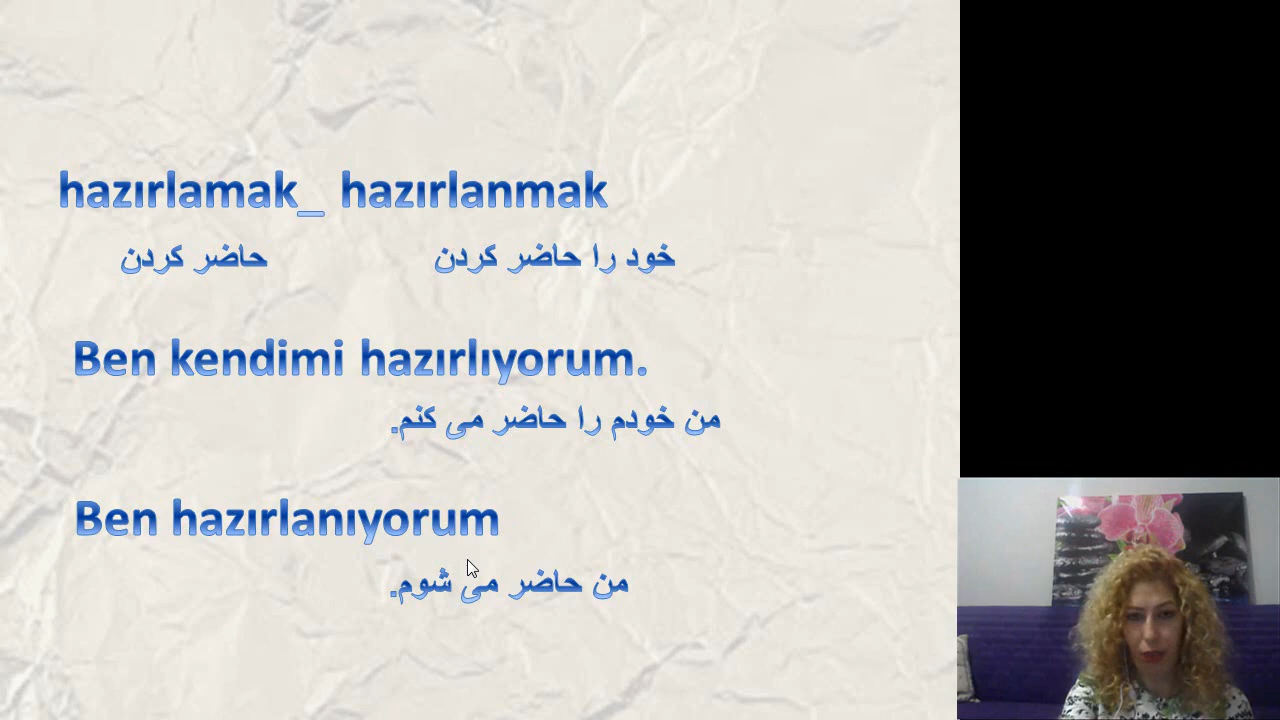 hazırlamak_ hazırlanmak
حاضر کردن خود را حاضر کردن
Ben kendimi hazırlıyorum.
من خودم را حاضر می کنم.
Ben hazırlanıyorum
من حاضر می شوم.